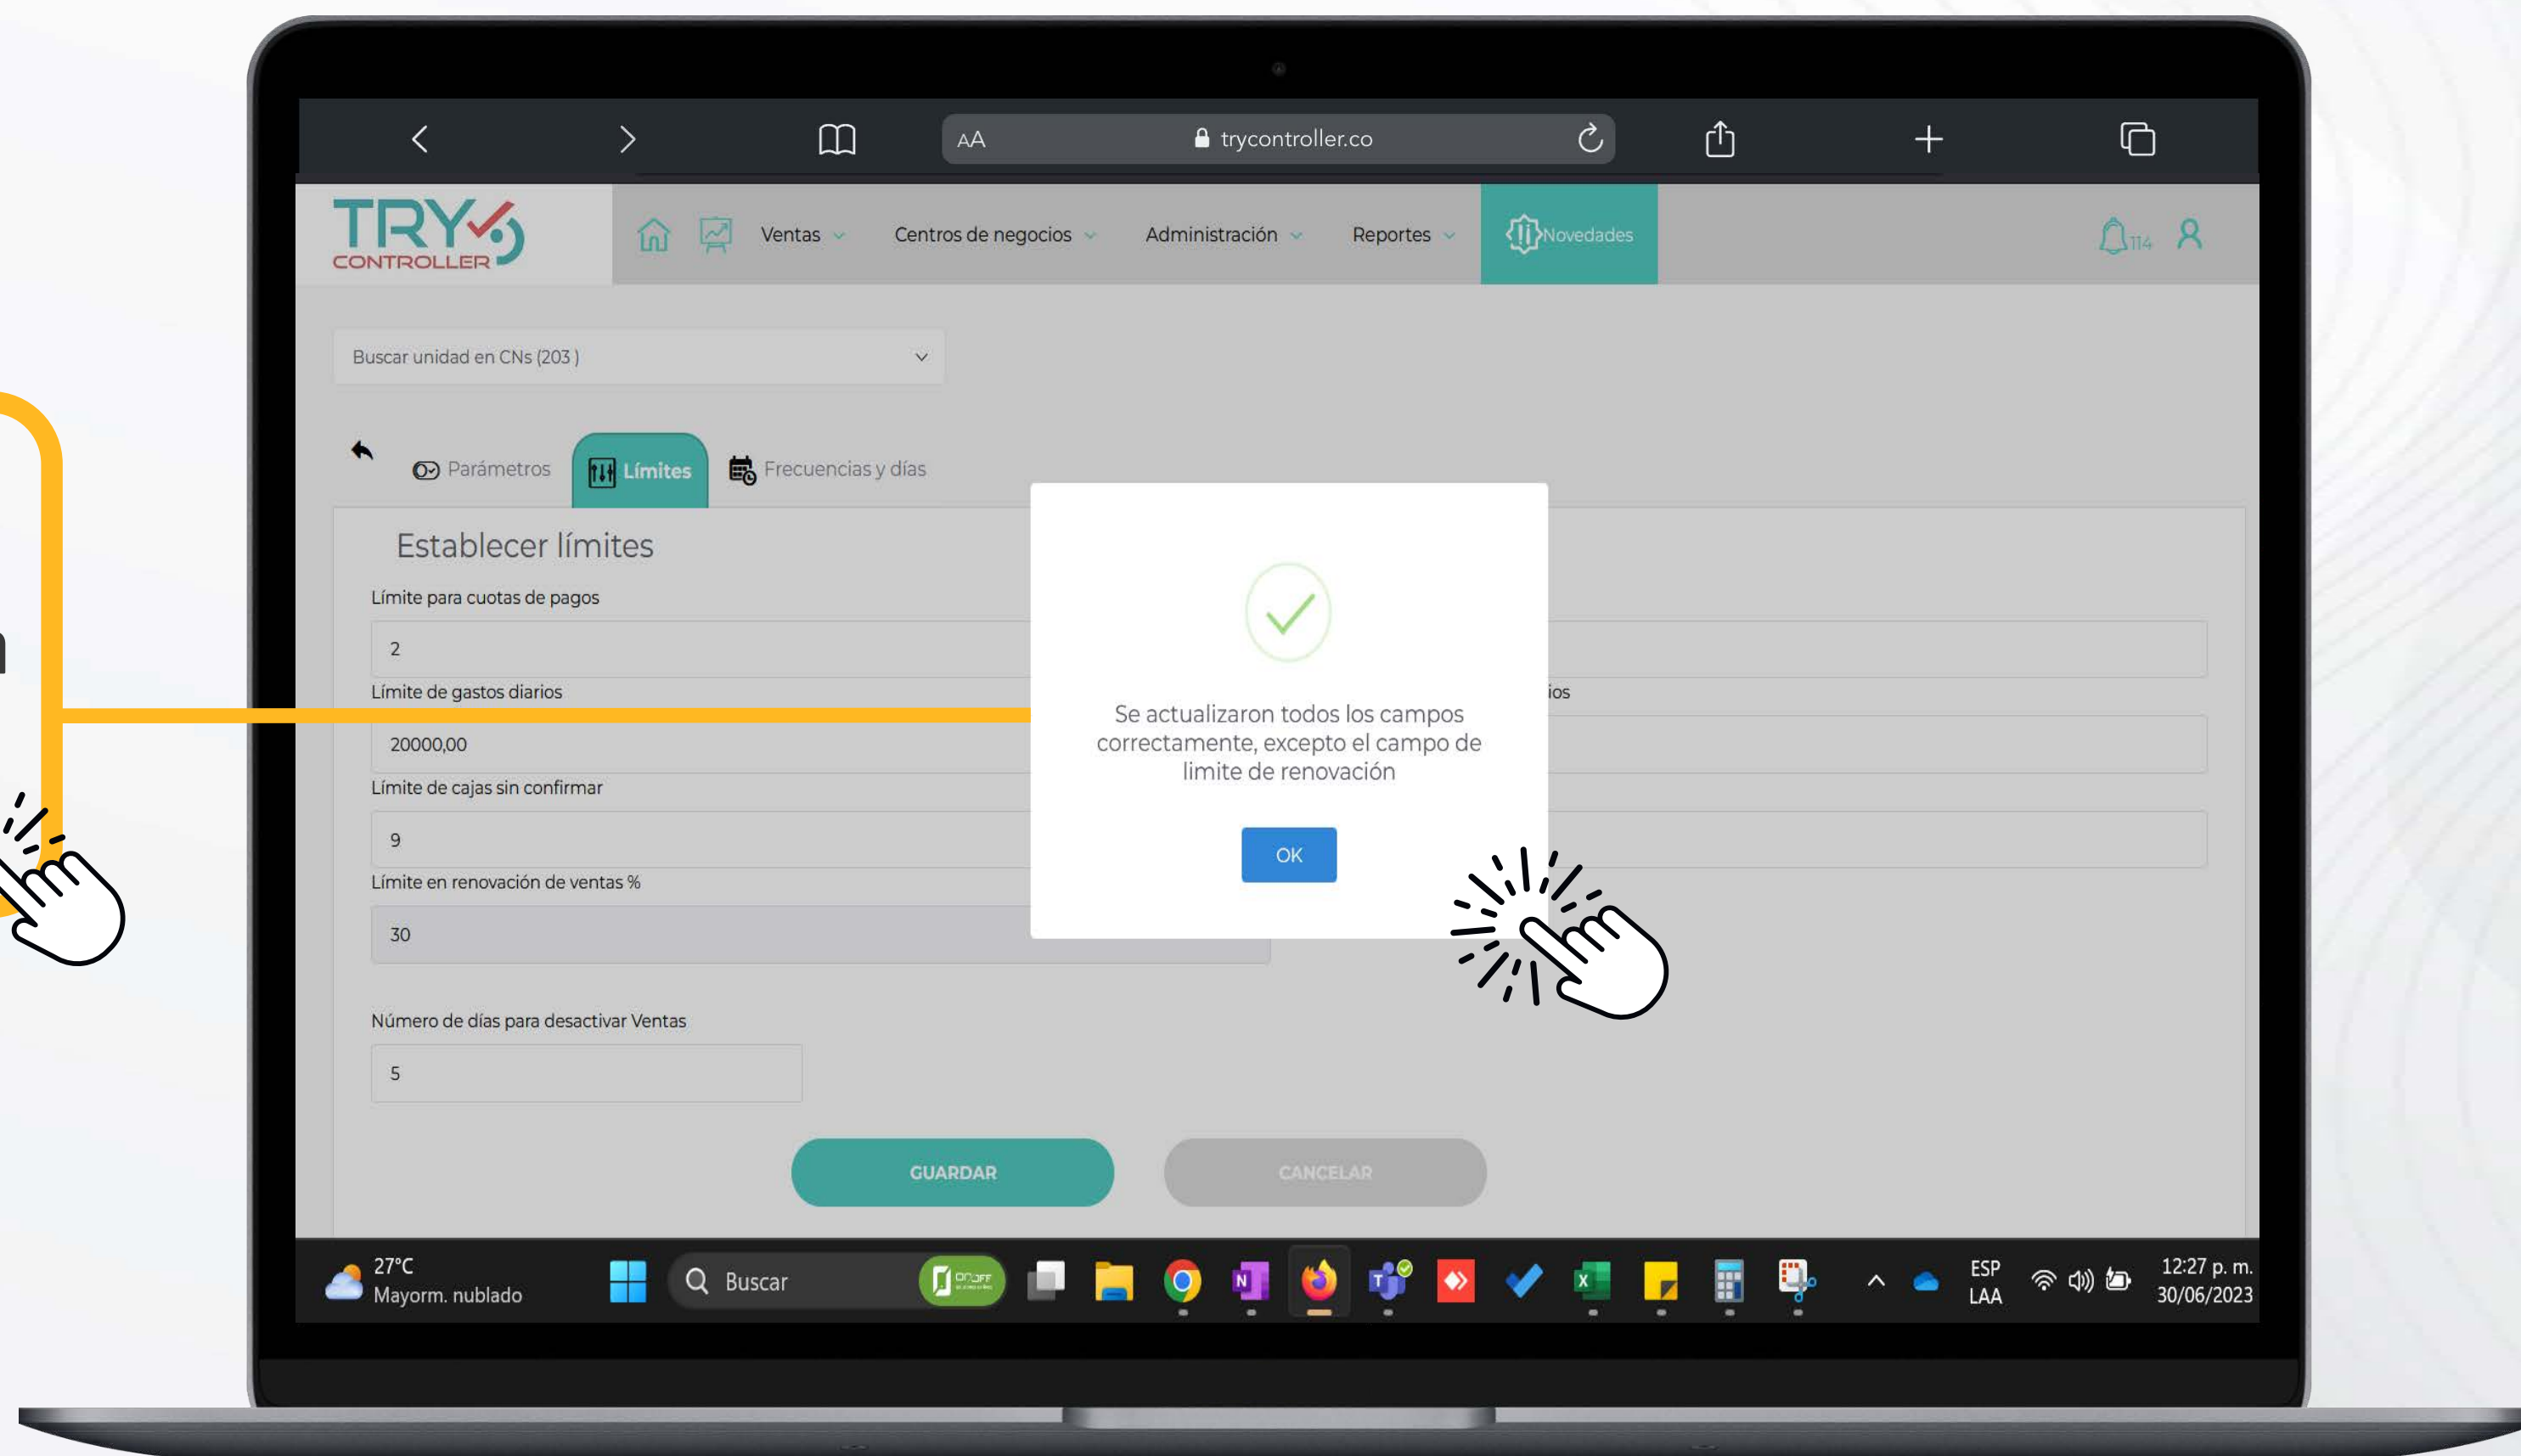 AA
trycontroller.co
TRY
CONTROLLER
Ventas
Centros de negocios
Administración
Reportes
Novedades
114
Buscar unidad en CNs (203 )
Parámetros
Límites
Frecuencias y días
Establecer límites
Límite para cuotas de pagos
2
Límite de gastos diarios
ios
20000,00
Límite de cajas sin confirmar
9
Límite en renovación de ventas %
30
Número de días para desactivar Ventas
5
Se actualizaron todos los campos
correctamente, excepto el campo de
limite de renovación
OK
GUARDAR
CANCELAR
27°C
Mayorm. nublado
Buscar
ESP
LAA
12:27 p. m.
30/06/2023